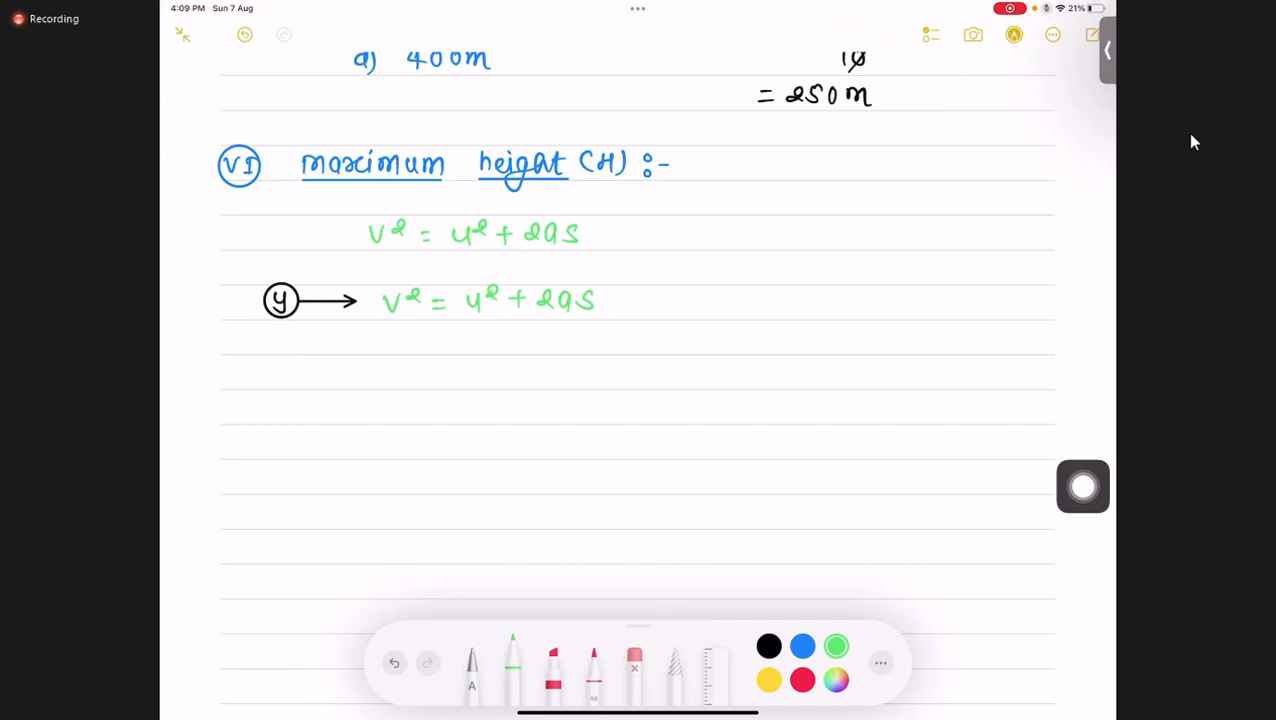 Recording
4:09 PM Sun 7 Aug
21%
a) 400m
10
= 250m
VI maximum height (H) :-
v² = u² + 2as
y → v² = u² + 2as
A